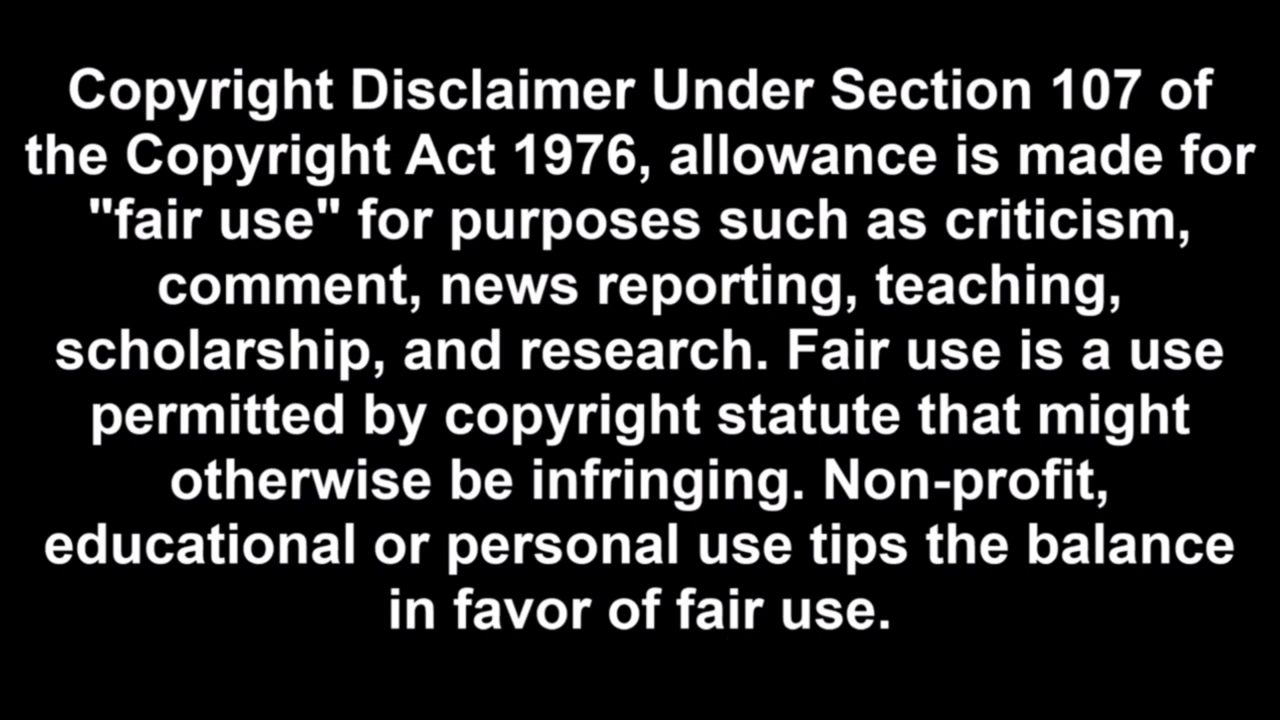 Copyright Disclaimer Under Section 107 of
the Copyright Act 1976, allowance is made for
"fair use" for purposes such as criticism,
comment, news reporting, teaching,
scholarship, and research. Fair use is a use
permitted by copyright statute that might
otherwise be infringing. Non-profit,
educational or personal use tips the balance
in favor of fair use.